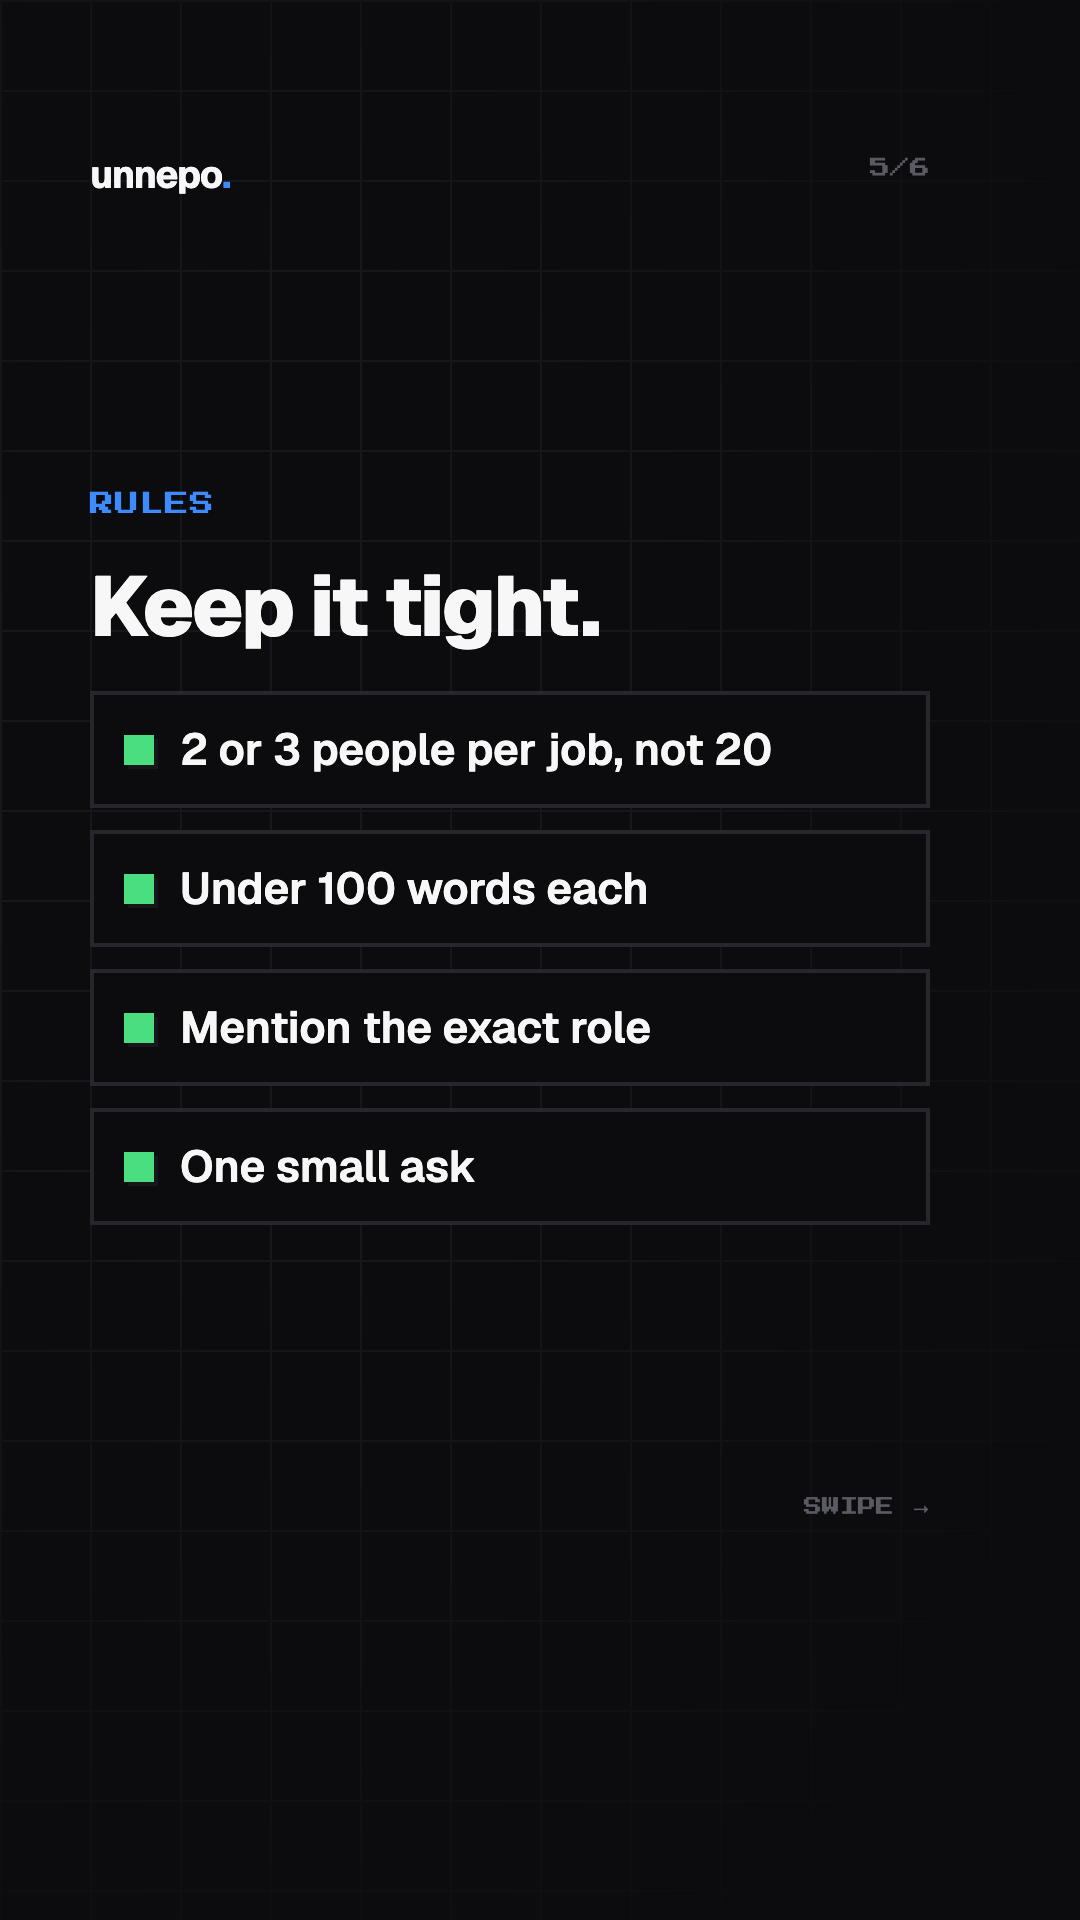 unnepo.
5/6
RULES
Keep it tight.
2 or 3 people per job, not 20
Under 100 words each
Mention the exact role
One small ask
SWIPE →